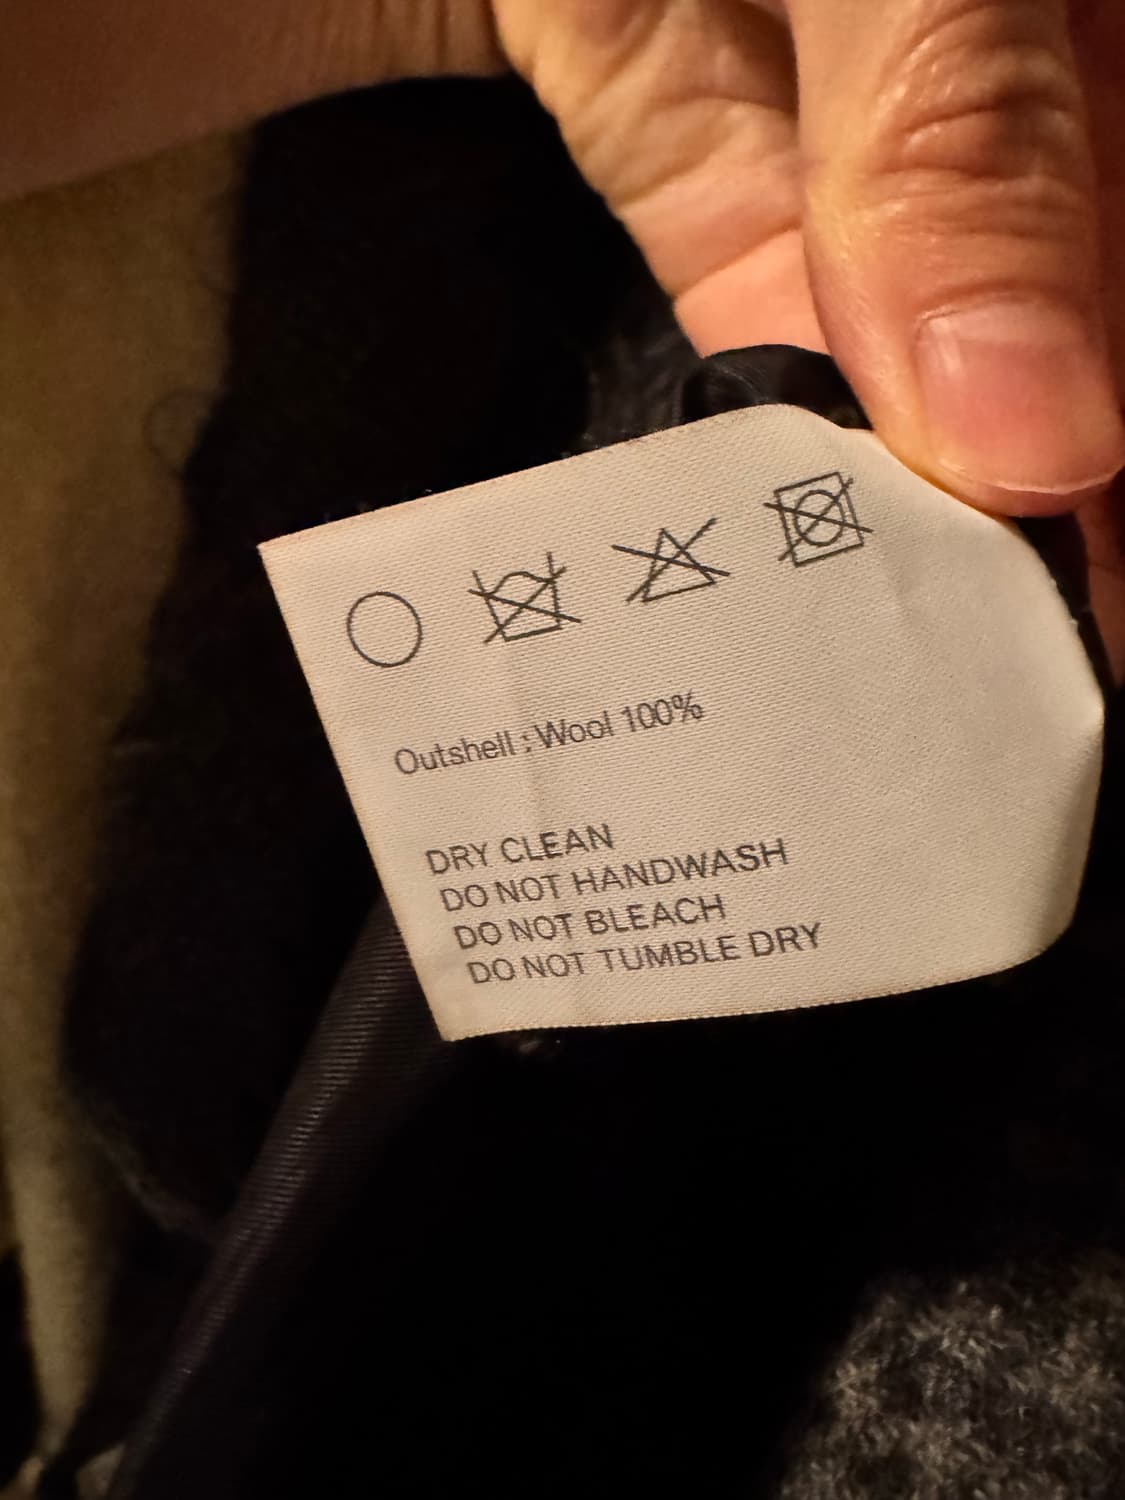 Outshell : Wool 100%
DRY CLEAN
DO NOT HANDWASH
DO NOT BLEACH
DO NOT TUMBLE DRY